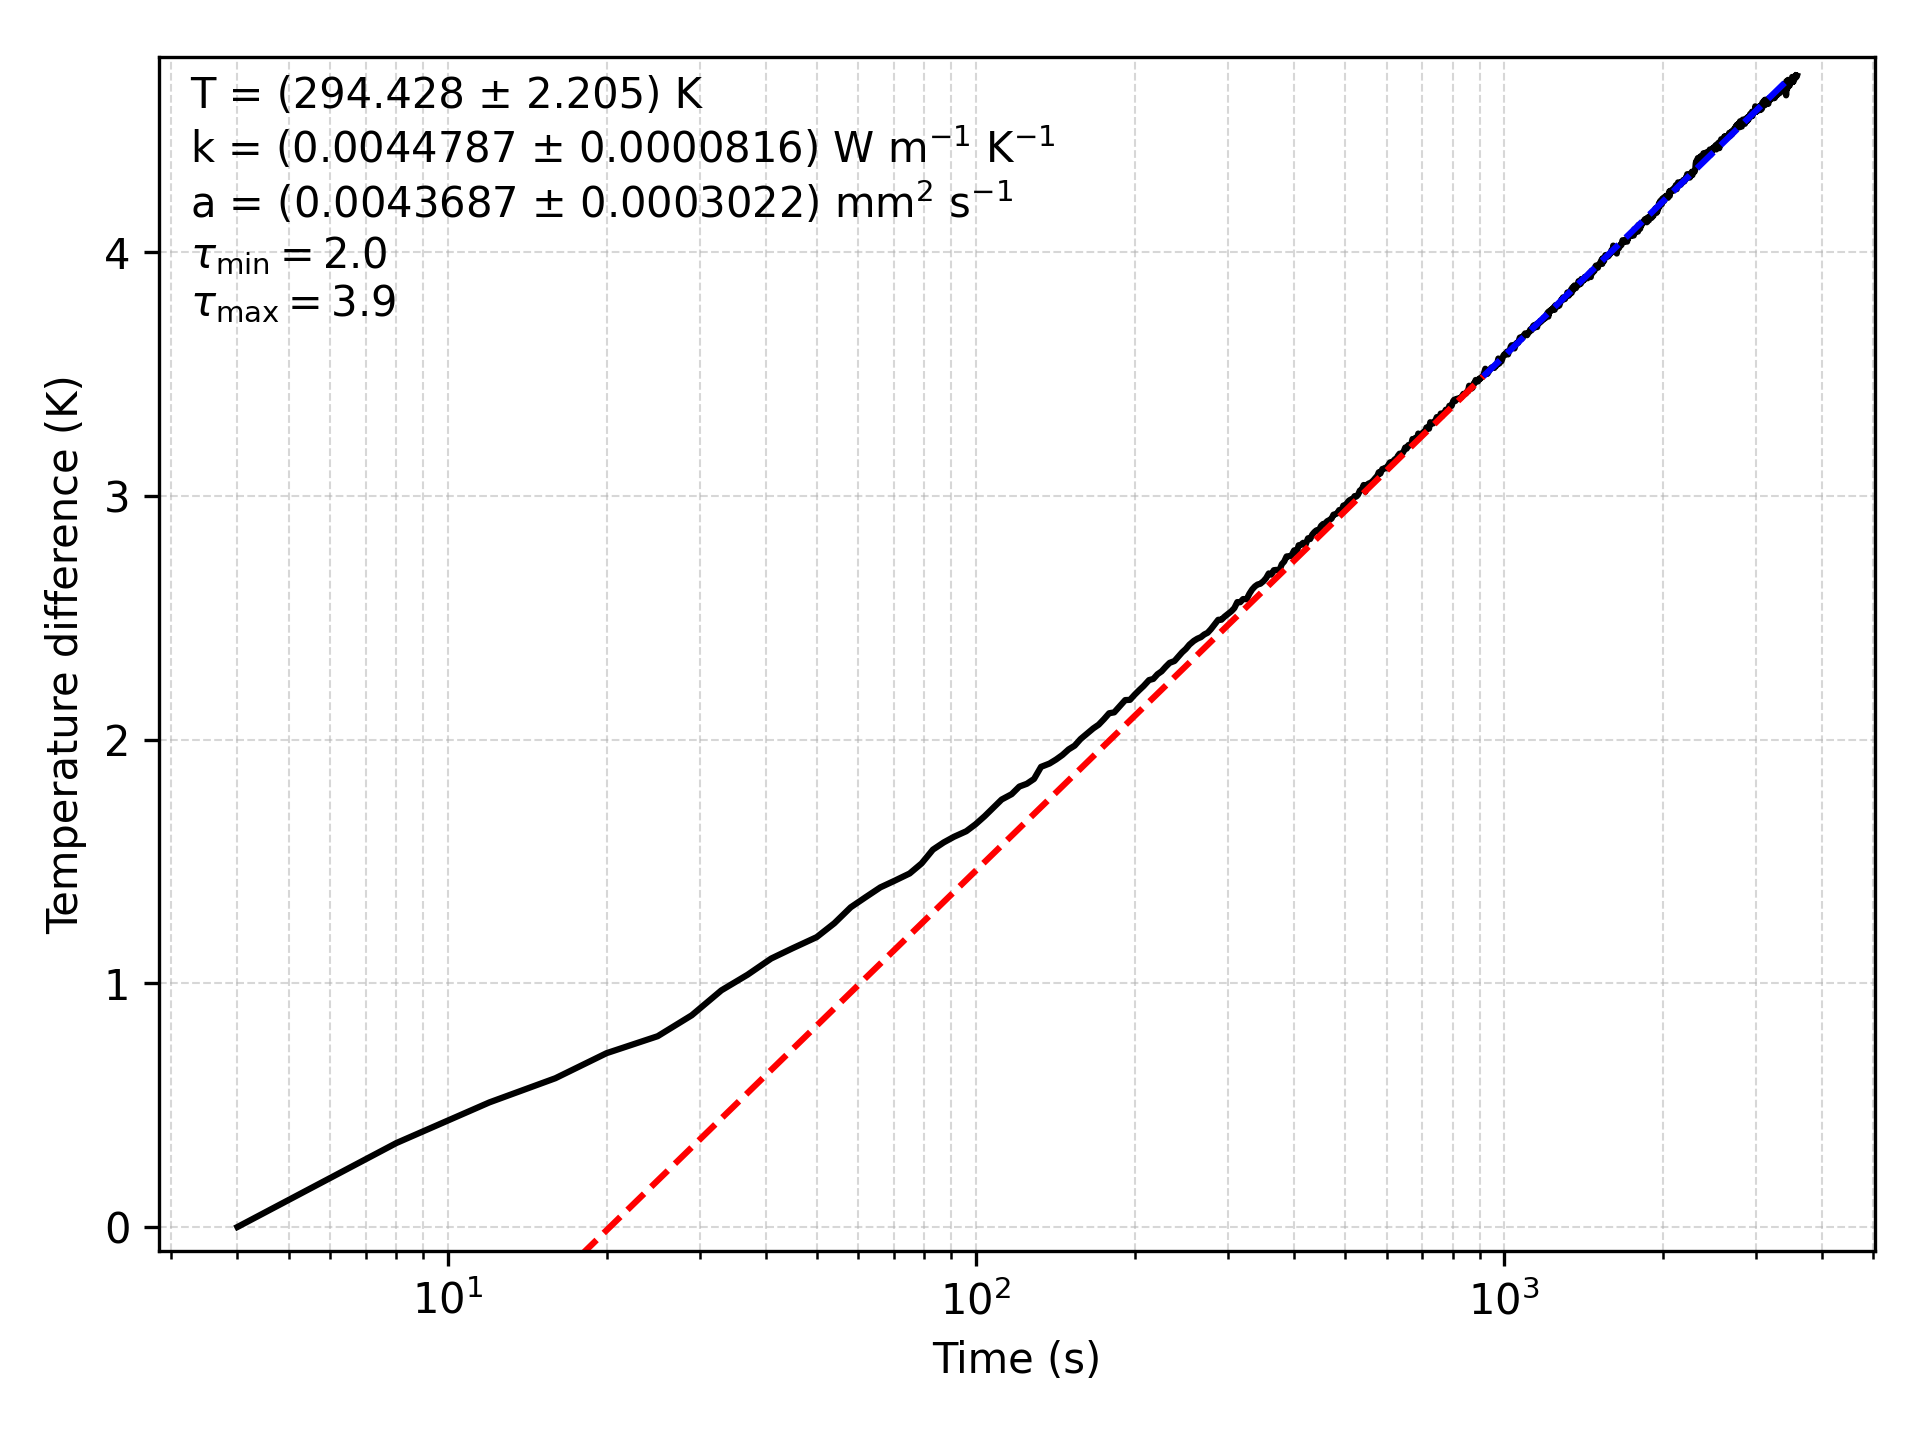 T = (294.428 ± 2.205) K
k = (0.0044787 ± 0.0000816) W m⁻¹ K⁻¹
a = (0.0043687 ± 0.0003022) mm² s⁻¹
τmin = 2.0
τmax = 3.9
4
3
2
1
0
Temperature difference (K)
10¹ 10² 10³
Time (s)